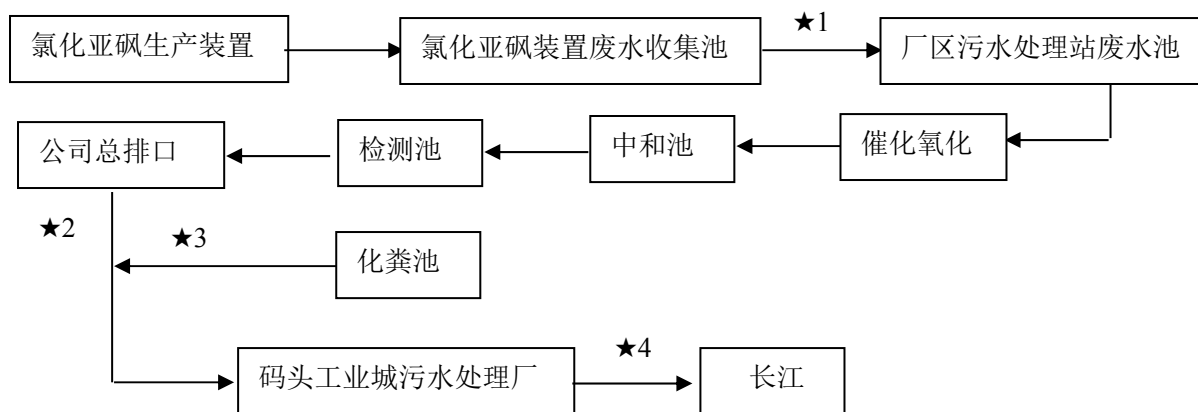 氯化亚砜生产装置
氯化亚砜装置废水收集池
★1
厂区污水处理站废水池
公司总排口
检测池
中和池
催化氧化
★2
★3
化粪池
码头工业城污水处理厂
★4
长江